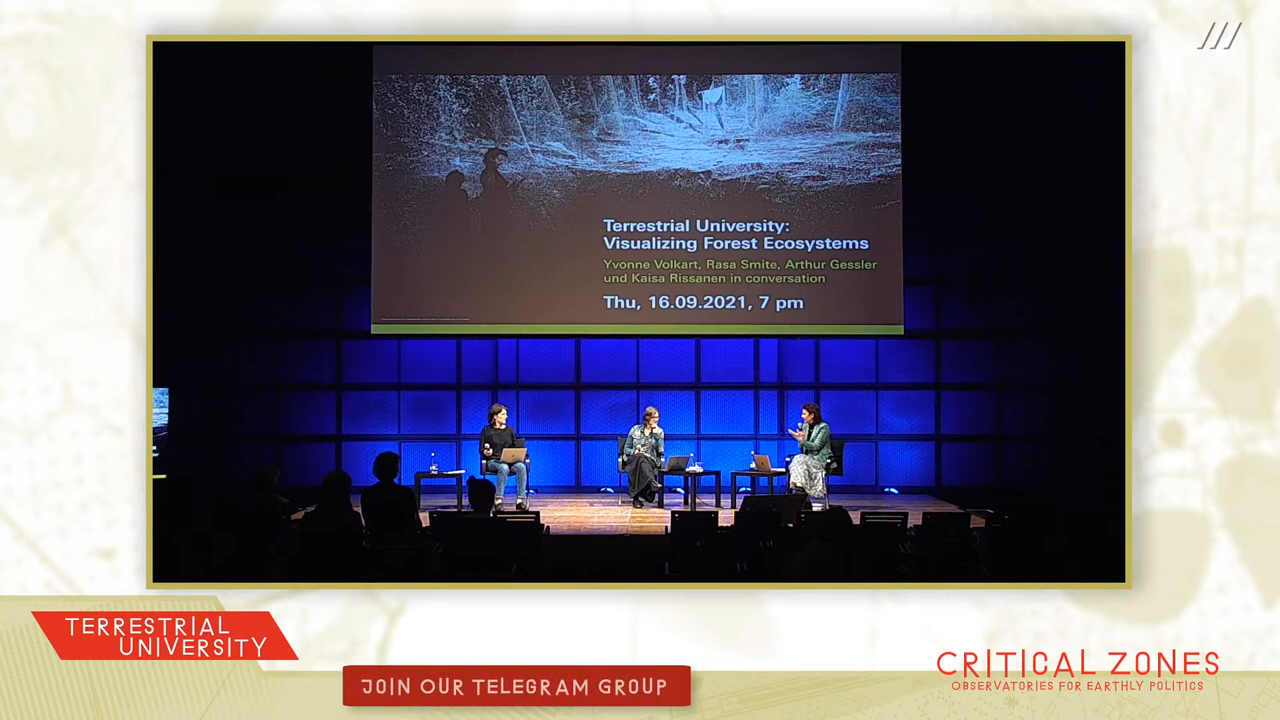 ///
Terrestrial University:
Visualizing Forest Ecosystems
Yvonne Volkart, Rasa Smite, Arthur Gessler
und Kaisa Rissanen in conversation
Thu, 16.09.2021, 7 pm
TERRESTRIAL
UNIVERSITY
JOIN OUR TELEGRAM GROUP
CRITICAL ZONES
OBSERVATORIES FOR EARTHLY POLITICS